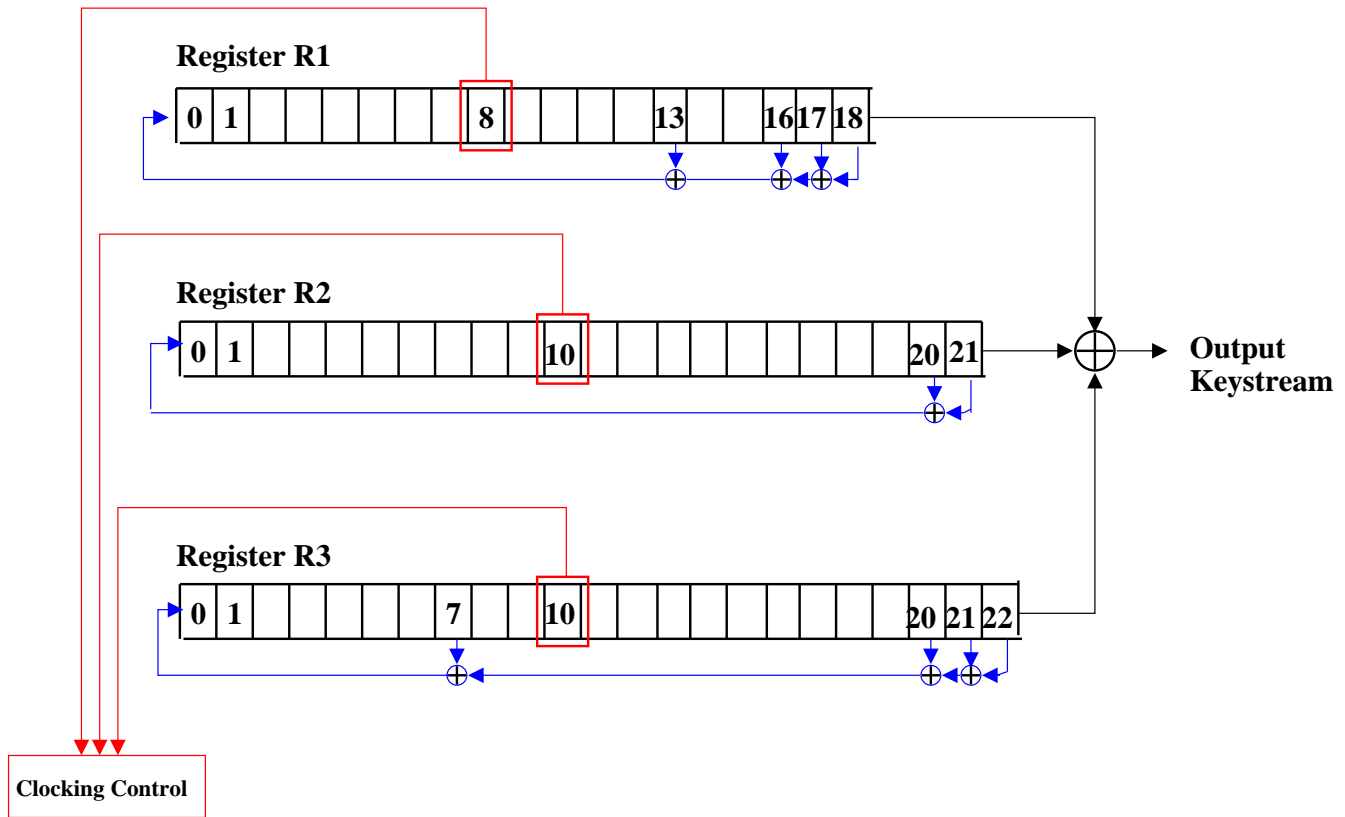 Register R1
0 1 8 13 16 17 18
Register R2
0 1 10 20 21
Output
Keystream
Register R3
0 1 7 10 20 21 22
Clocking Control